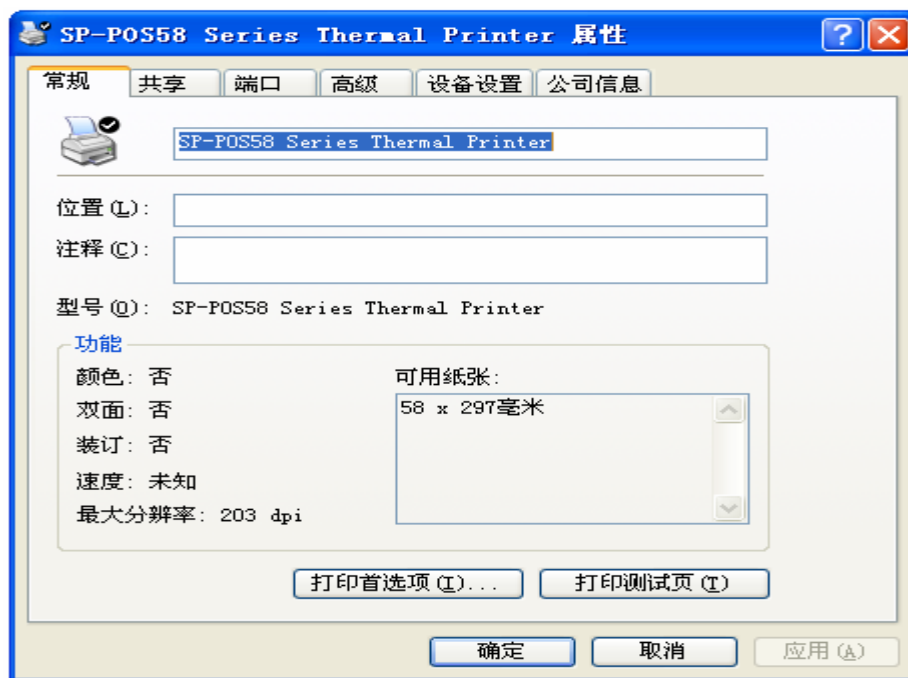 SP-POS58 Series Thermal Printer 属性
常规 共享 端口 高级 设备设置 公司信息
SP-POS58 Series Thermal Printer
位置(L):
注释(C):
型号(O): SP-POS58 Series Thermal Printer
功能
颜色: 否 可用纸张:
双面: 否 58 x 297毫米
装订: 否
速度: 未知
最大分辨率: 203 dpi
打印首选项(I)... 打印测试页(T)
确定 取消 应用(A)